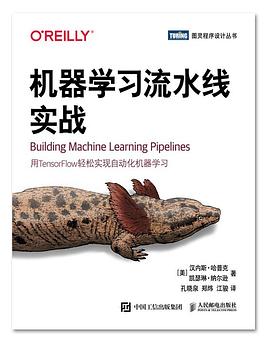 O'REILLY®
TURING 图灵程序设计丛书
机器学习流水线
实战
Building Machine Learning Pipelines
用TensorFlow轻松实现自动化机器学习
[美] 汉内斯·哈普克
凯瑟琳·纳尔逊 著
孔晓泉 郑炜 江骏 译
中国工信出版集团
人民邮电出版社
POSTS & TELECOM PRESS